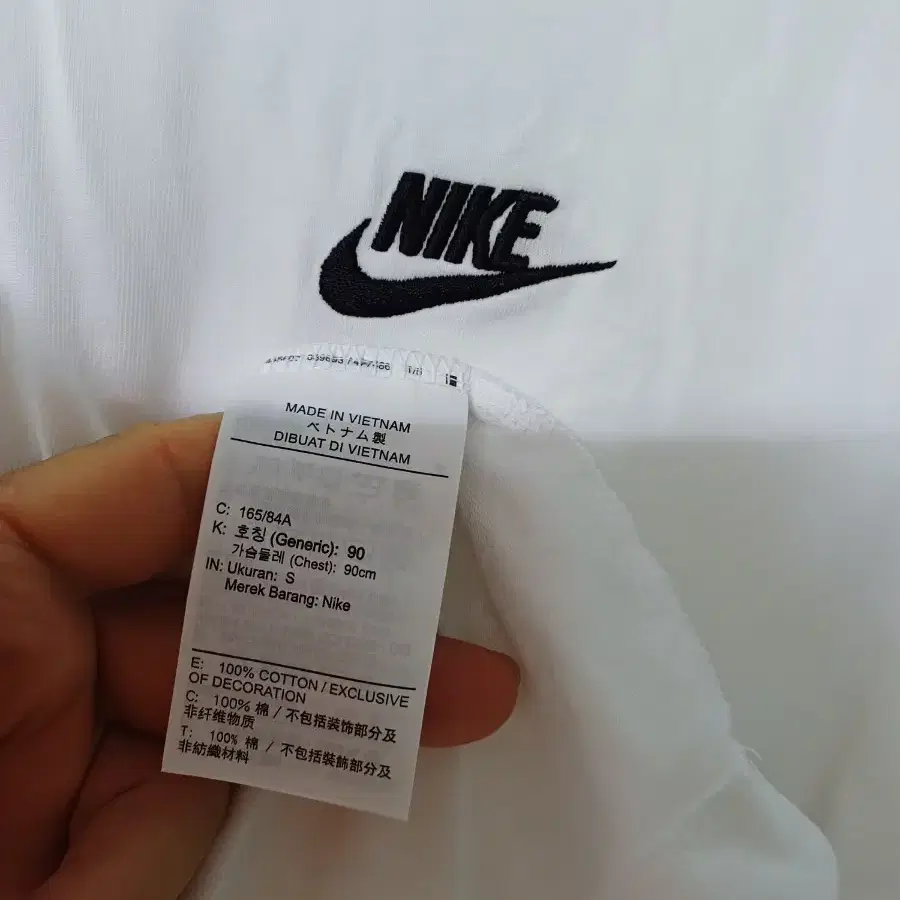 NIKE
MADE IN VIETNAM
ベトナム製
DIBUAT DI VIETNAM
C: 165/84A
K: 호칭 (Generic): 90
가슴둘레 (Chest): 90cm
IN: Ukuran: S
Merek Barang: Nike
E: 100% COTTON / EXCLUSIVE
OF DECORATION
C: 100% 棉 / 不包括装饰部分及
非纤维物质
T: 100% 棉 / 不包括裝飾部分及
非紡織材料